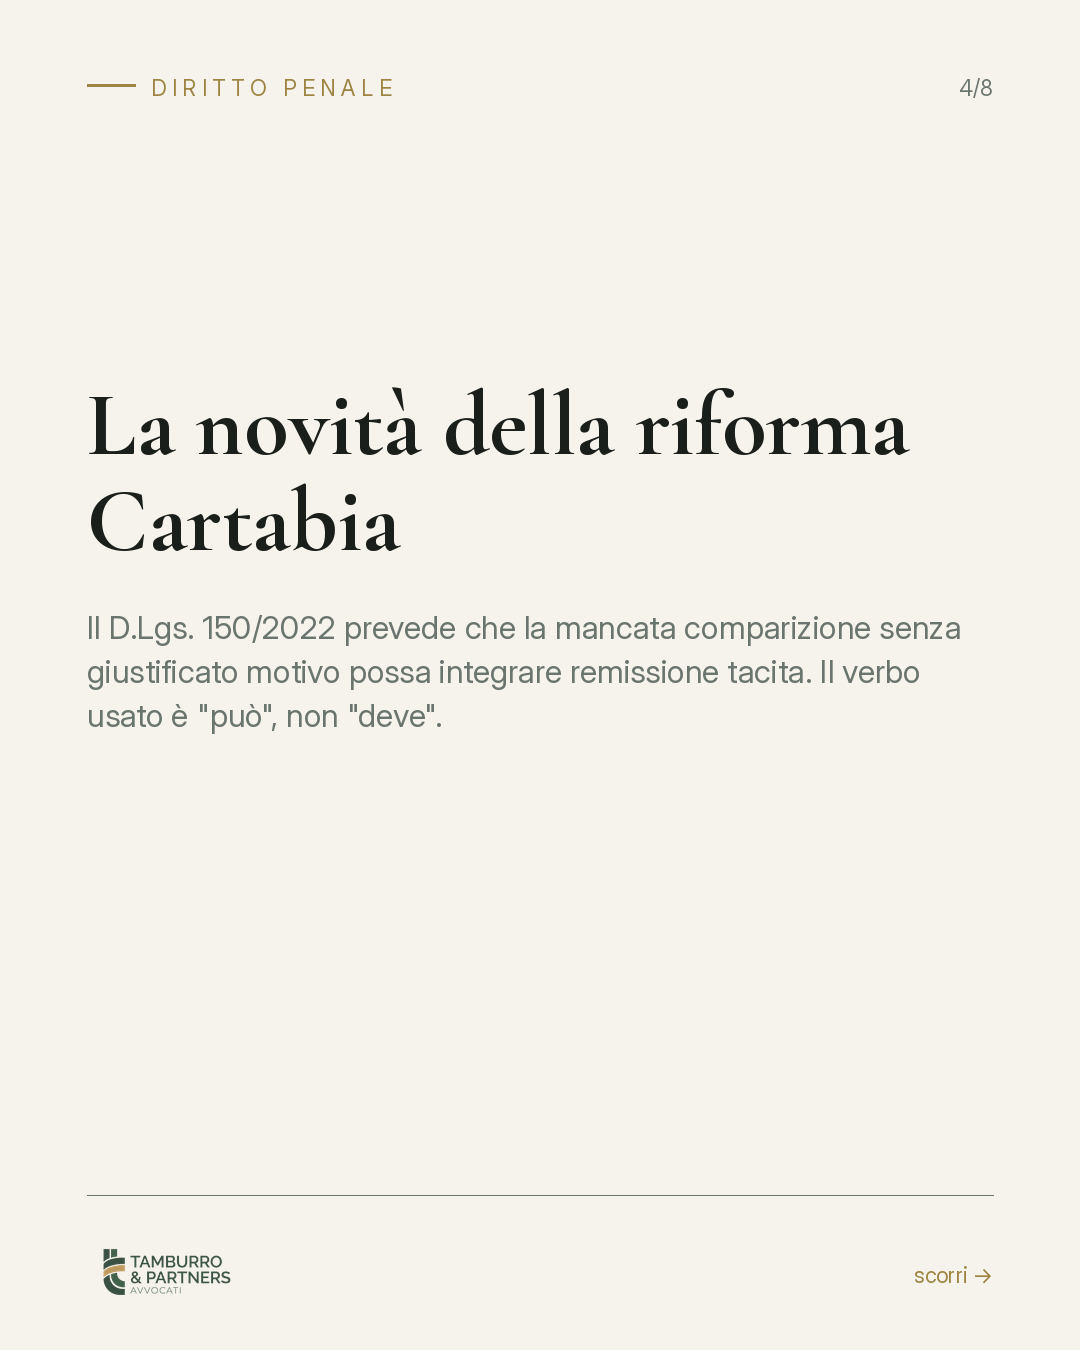 DIRITTO PENALE
4/8
La novità della riforma
Cartabia
Il D.Lgs. 150/2022 prevede che la mancata comparizione senza
giustificato motivo possa integrare remissione tacita. Il verbo
usato è "può", non "deve".
TAMBURRO
& PARTNERS
AVVOCATI
scorri →